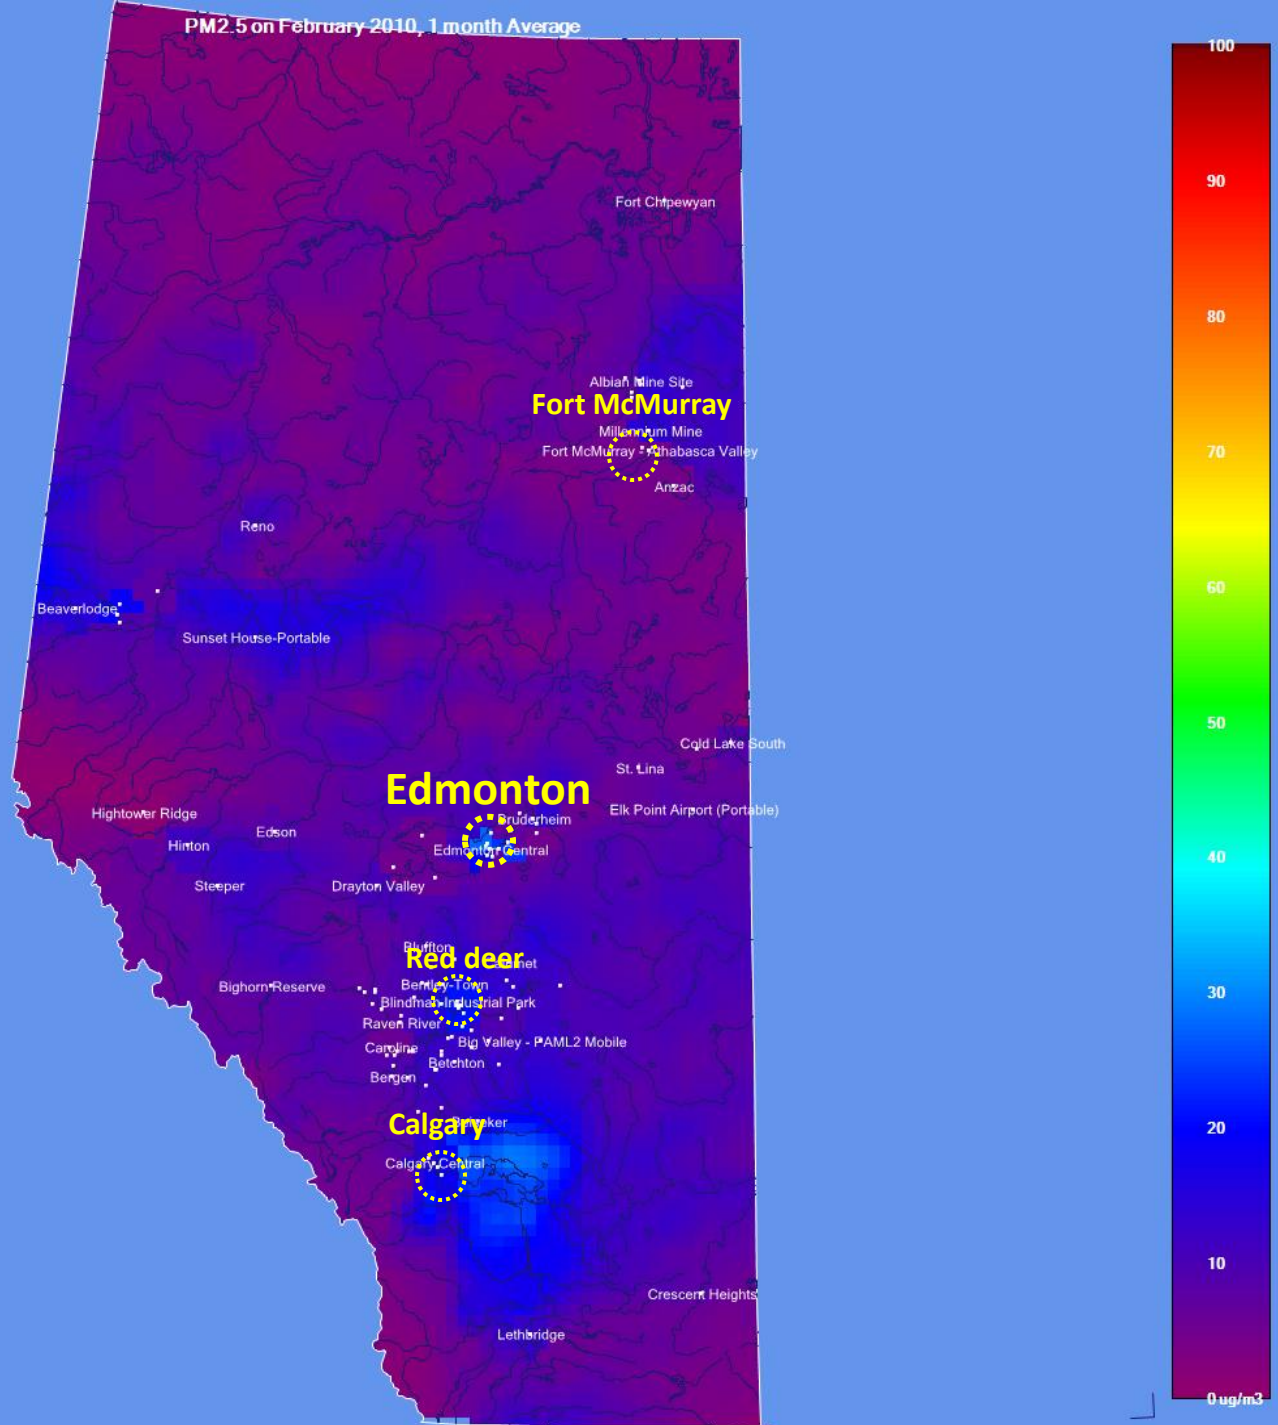 PM2.5 on February 2010, 1 month Average
100
90
Fort Chipewyan
80
Albian Mine Site
Fort McMurray
Millennium Mine
Fort McMurray - Athabasca Valley
70
Anzac
Reno
60
Beaverlodge
Sunset House-Portable
50
Cold Lake South
St. Lina
Edmonton
Elk Point Airport (Portable)
Hightower Ridge
Bruderheim
Edson
Hinton
Edmonton Central
40
Steeper
Drayton Valley
Bluffton
Red deer
Bighorn Reserve
Bentley-Town
30
Blindman Industrial Park
Raven River
Caroline
Big Valley - PAML2 Mobile
Betchton
Bergen
Calgary
20
Calgary Central
10
Crescent Heights
Lethbridge
0 ug/m3